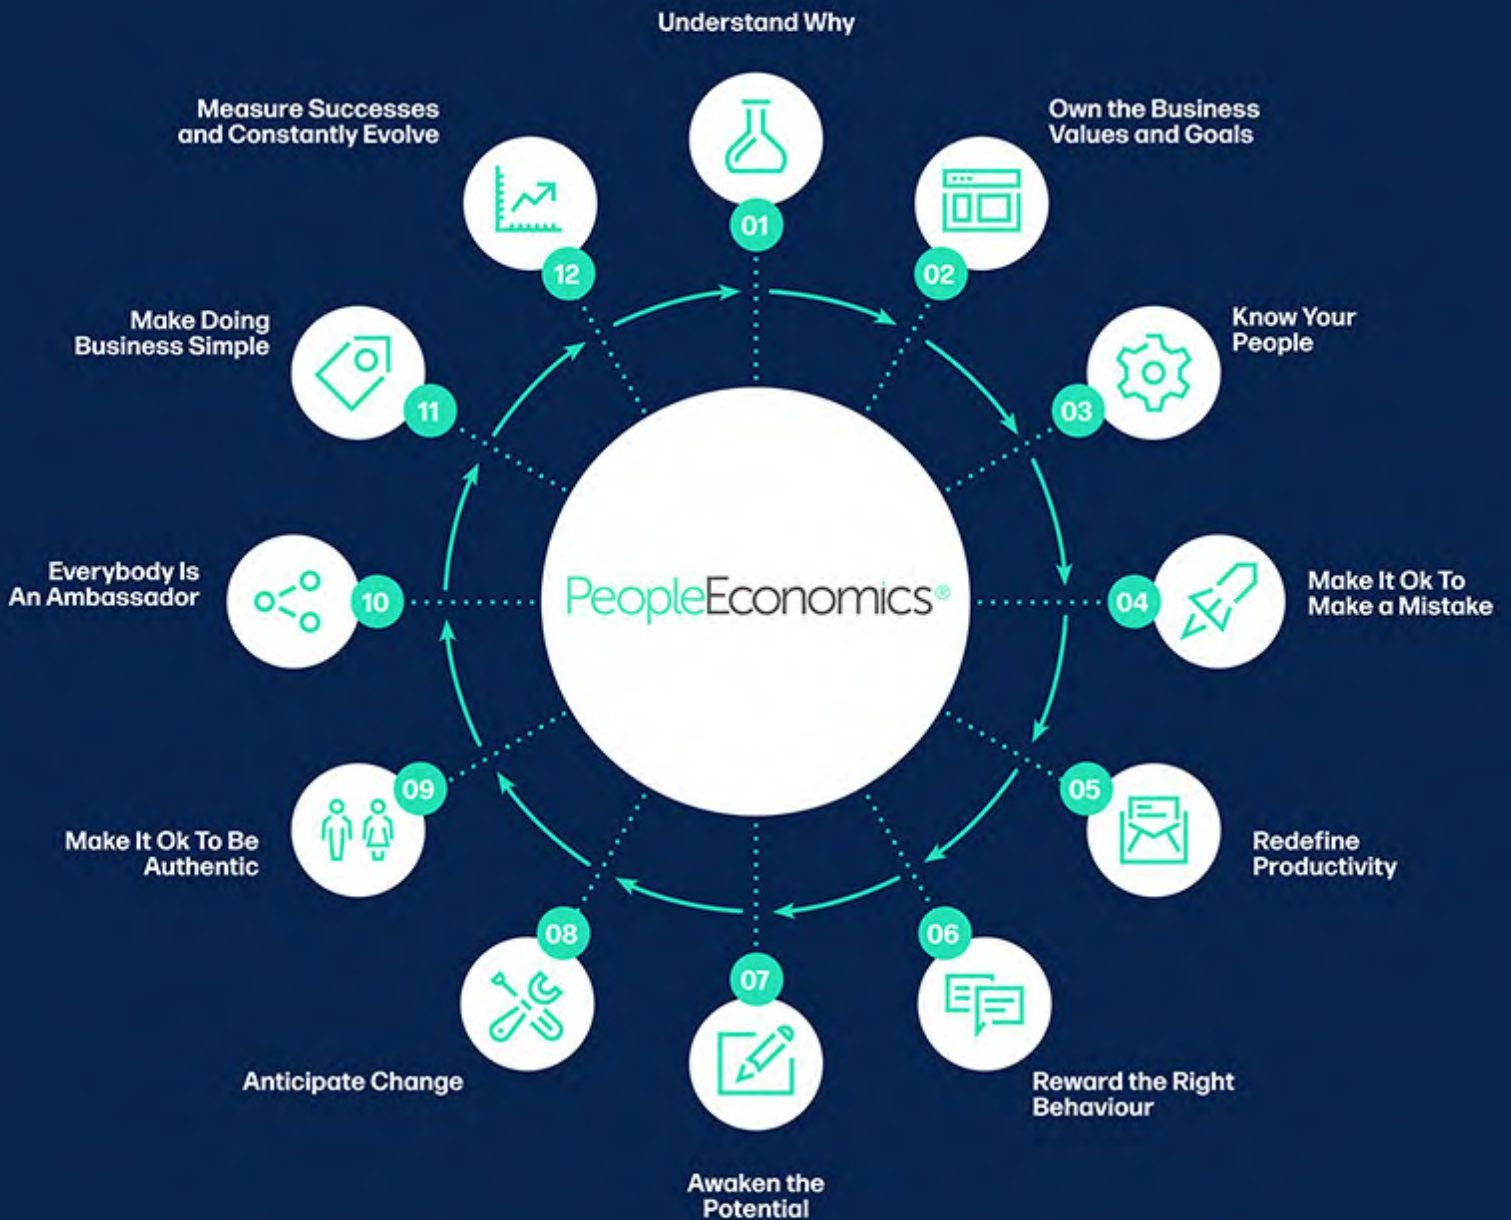 Understand Why
01
Own the Business
Values and Goals
02
Know Your
People
03
Make It Ok To
Make a Mistake
04
Redefine
Productivity
05
Reward the Right
Behaviour
06
Awaken the
Potential
07
Anticipate Change
08
Make It Ok To Be
Authentic
09
Everybody Is
An Ambassador
10
Make Doing
Business Simple
11
Measure Successes
and Constantly Evolve
12
PeopleEconomics®